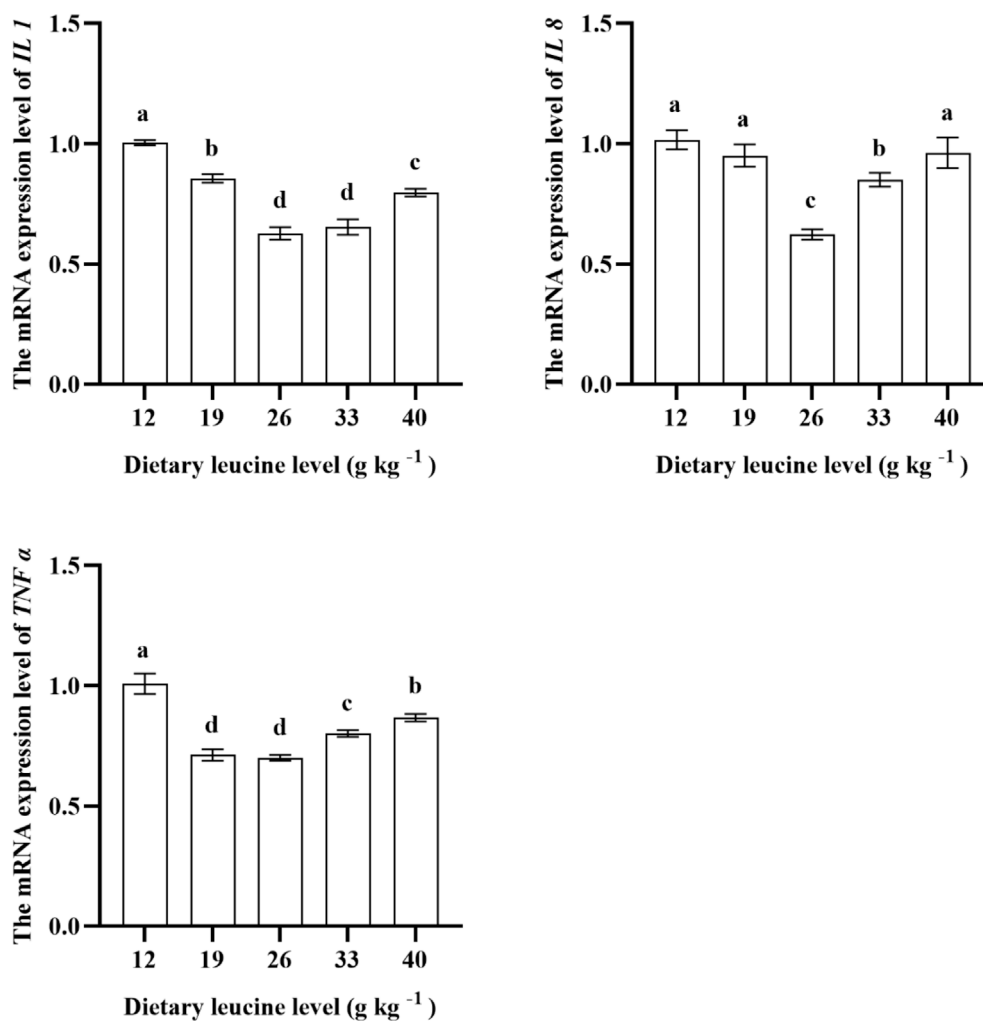 The mRNA expression level of IL 1
1.5
1.0
0.5
0.0
a
b
d
d
c
12 19 26 33 40
Dietary leucine level (g kg -1 )
The mRNA expression level of IL 8
1.5
1.0
0.5
0.0
a
a
c
b
a
12 19 26 33 40
Dietary leucine level (g kg -1 )
The mRNA expression level of TNF α
1.5
1.0
0.5
0.0
a
d
d
c
b
12 19 26 33 40
Dietary leucine level (g kg -1 )